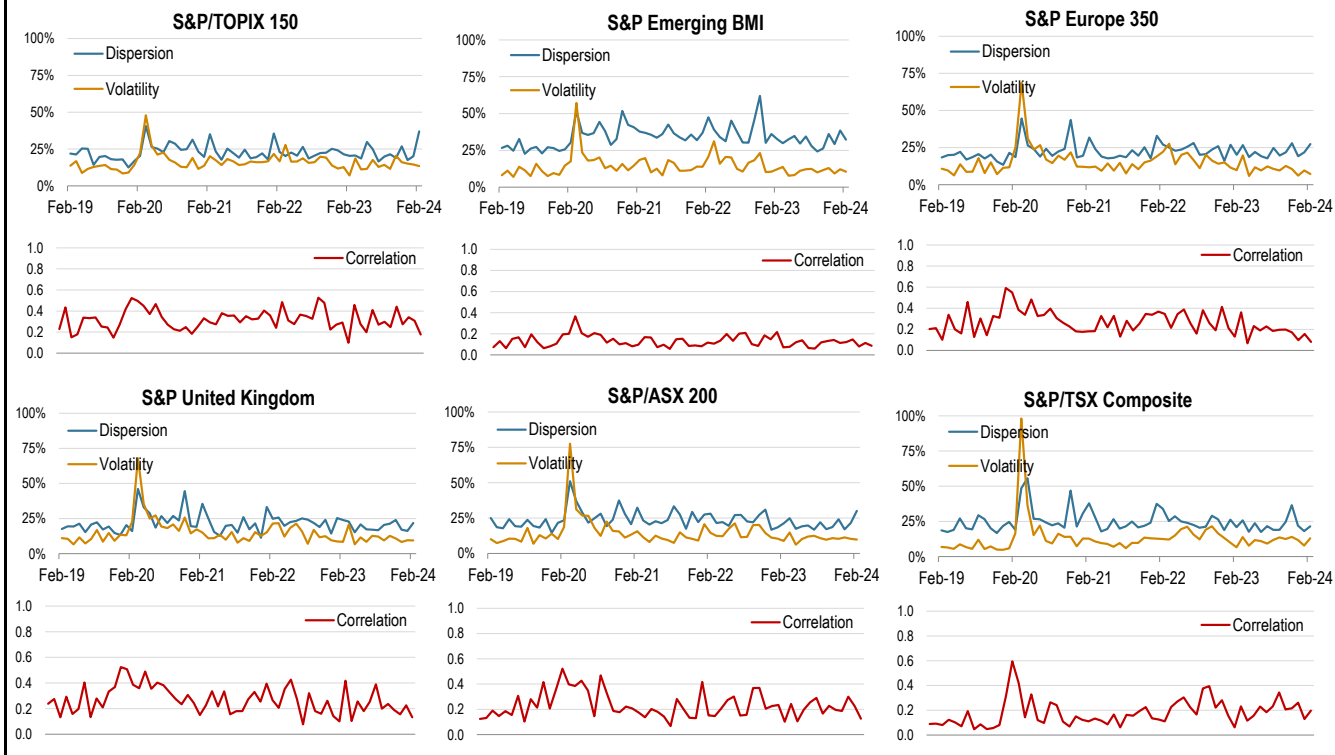 S&P/TOPIX 150
100%
75%
50%
25%
0%
Dispersion
Volatility
Feb-19 Feb-20 Feb-21 Feb-22 Feb-23 Feb-24
1.0
0.8
0.6
0.4
0.2
0.0
Correlation
S&P Emerging BMI
100%
75%
50%
25%
0%
Dispersion
Volatility
Feb-19 Feb-20 Feb-21 Feb-22 Feb-23 Feb-24
1.0
0.8
0.6
0.4
0.2
0.0
Correlation
S&P Europe 350
100%
75%
50%
25%
0%
Dispersion
Volatility
Feb-19 Feb-20 Feb-21 Feb-22 Feb-23 Feb-24
1.0
0.8
0.6
0.4
0.2
0.0
Correlation
S&P United Kingdom
100%
75%
50%
25%
0%
Dispersion
Volatility
Feb-19 Feb-20 Feb-21 Feb-22 Feb-23 Feb-24
1.0
0.8
0.6
0.4
0.2
0.0
Correlation
S&P/ASX 200
100%
75%
50%
25%
0%
Dispersion
Volatility
Feb-19 Feb-20 Feb-21 Feb-22 Feb-23 Feb-24
1.0
0.8
0.6
0.4
0.2
0.0
Correlation
S&P/TSX Composite
100%
75%
50%
25%
0%
Dispersion
Volatility
Feb-19 Feb-20 Feb-21 Feb-22 Feb-23 Feb-24
1.0
0.8
0.6
0.4
0.2
0.0
Correlation